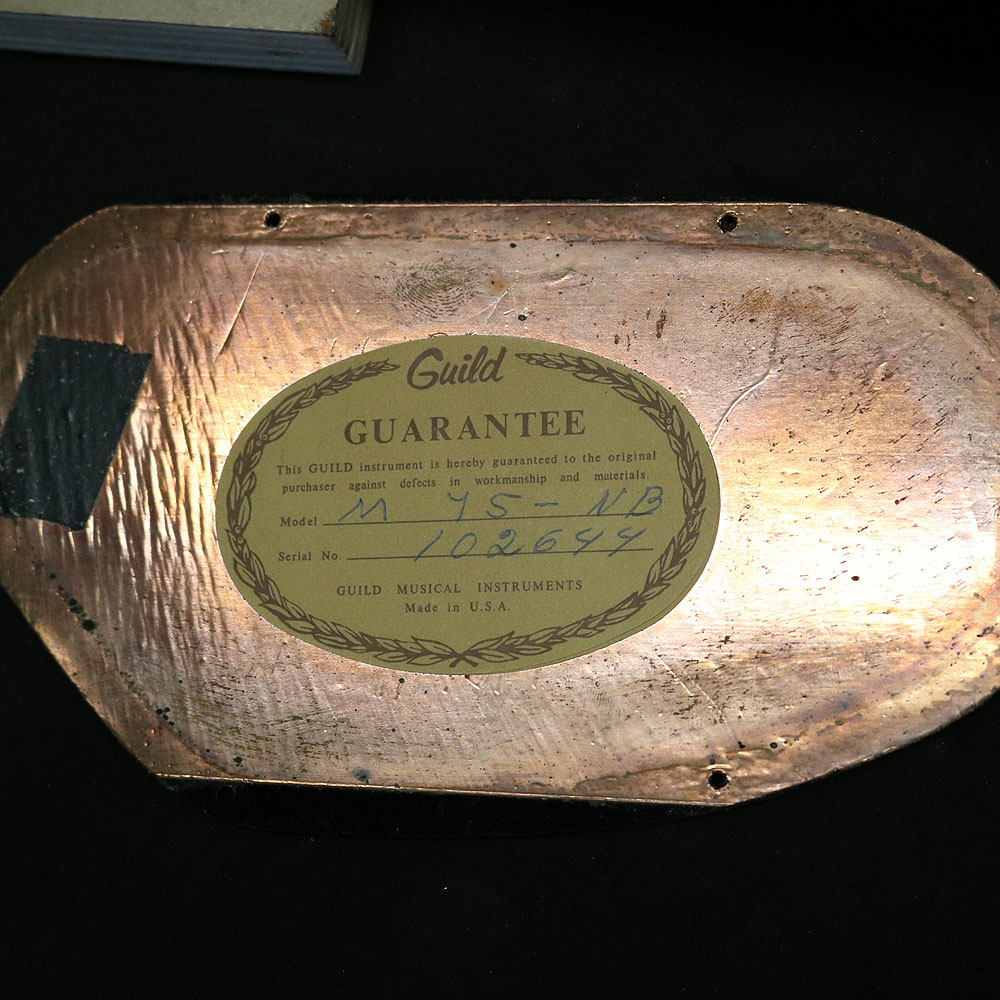 Guild
GUARANTEE
This GUILD instrument is hereby guaranteed to the original
purchaser against defects in workmanship and materials.
Model M 75-NB
Serial No. 102644
GUILD MUSICAL INSTRUMENTS
Made in U.S.A.